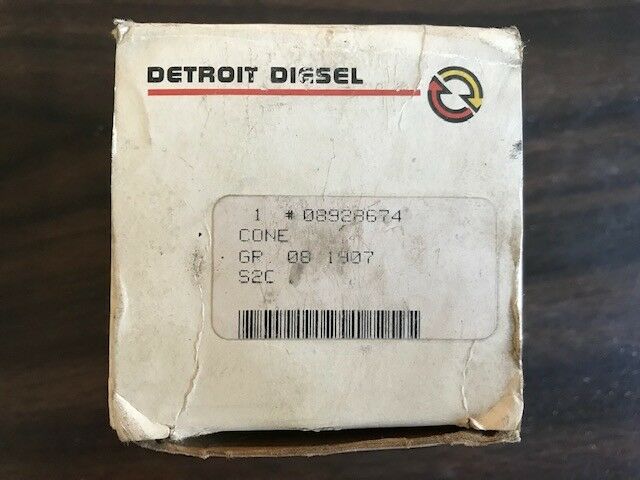 DETROIT DIESEL
1 # 08928674
CONE
GR. 08 1907
S2C